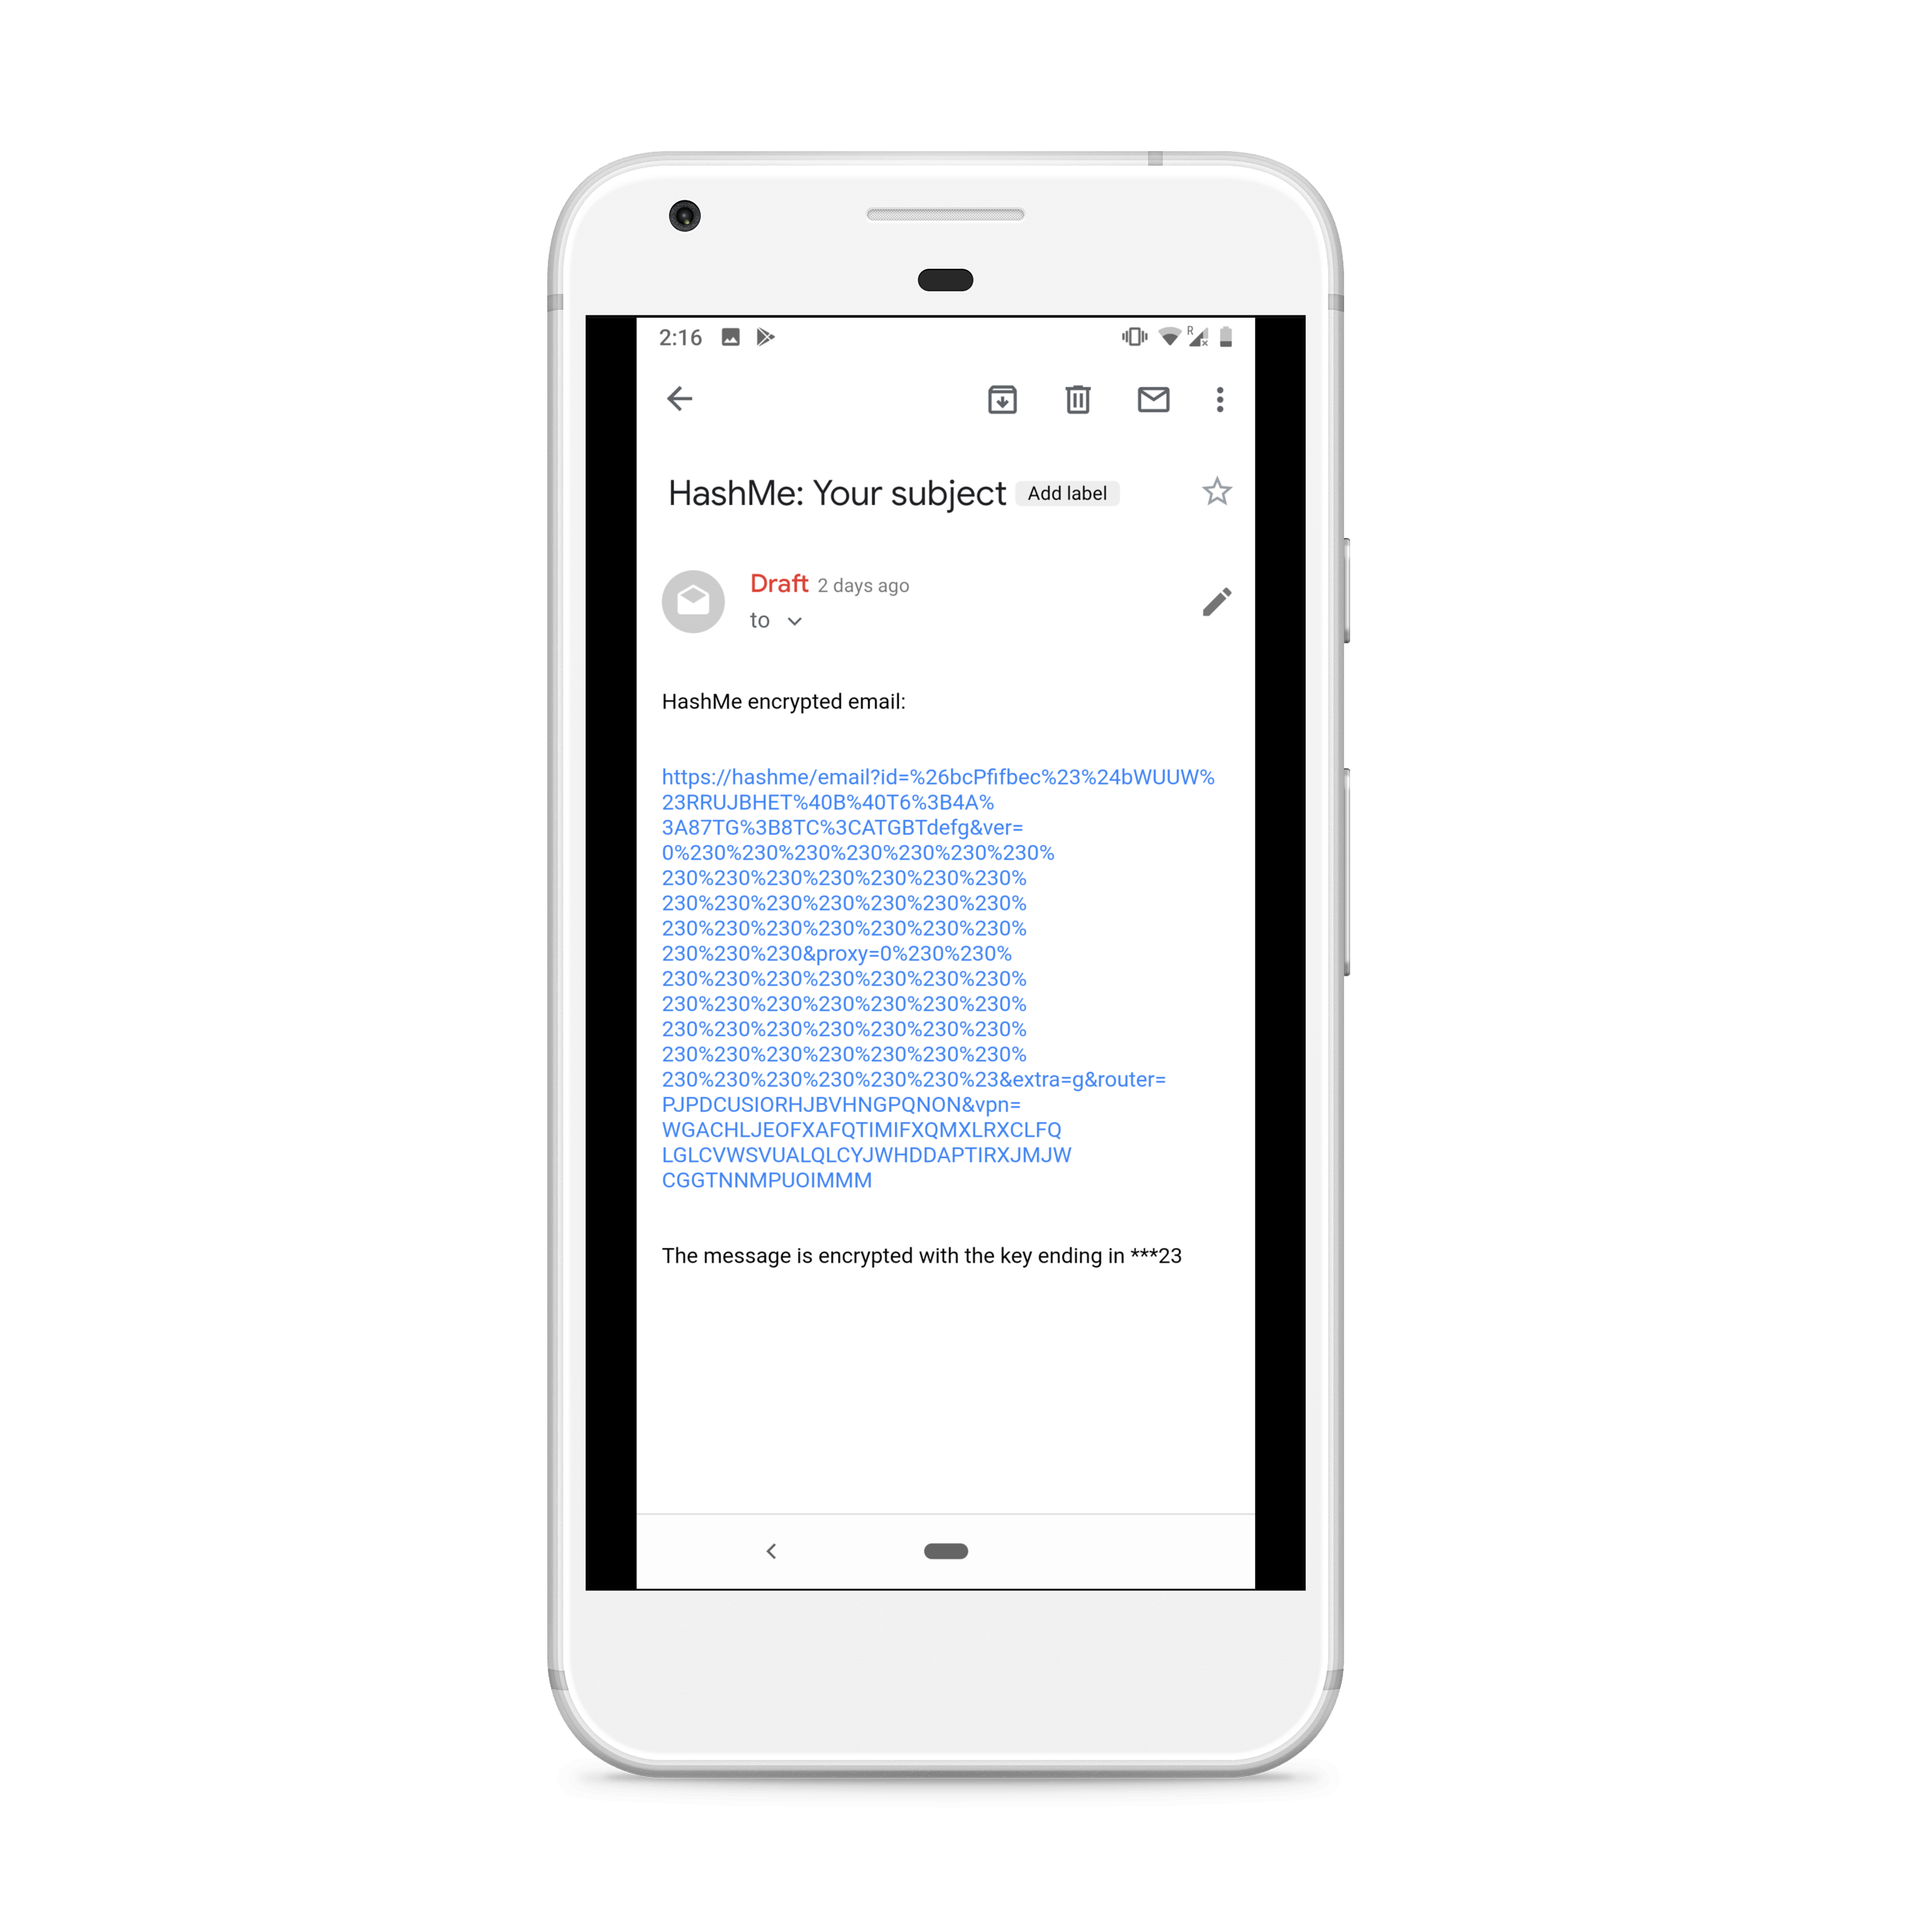 2:16
R
HashMe: Your subject Add label
Draft 2 days ago
to
HashMe encrypted email:
https://hashme/email?id=%26bcPfifbec%23%24bWUUW%
23RRUJBHET%40B%40T6%3B4A%
3A87TG%3B8TC%3CATGBTdefg&ver=
0%230%230%230%230%230%230%230%
230%230%230%230%230%230%230%
230%230%230%230%230%230%230%
230%230%230%230%230%230%230%
230%230%230&proxy=0%230%230%
230%230%230%230%230%230%230%
230%230%230%230%230%230%230%
230%230%230%230%230%230%230%
230%230%230%230%230%230%230%
230%230%230%230%230%230%23&extra=g&router=
PJPDCUSIORHJBVHNGPQNON&vpn=
WGACHLJEOFXAFQTIMIFXQMXLRXCLFQ
LGLCVWSVUALQLCYJWHDDAPTIRXJMJW
CGGTNNMPUOIMMM
The message is encrypted with the key ending in ***23